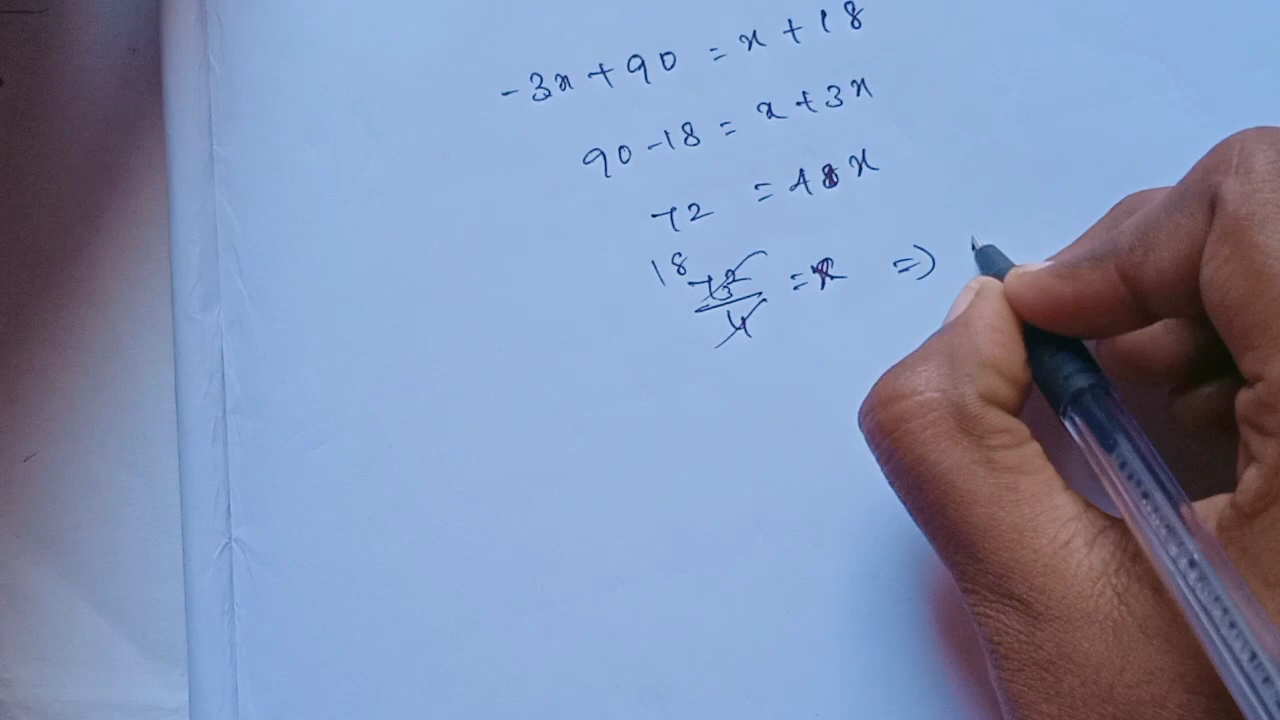 -3x+90 = x+18
90-18 = x+3x
72 = 4x
18 72/4 = x =>